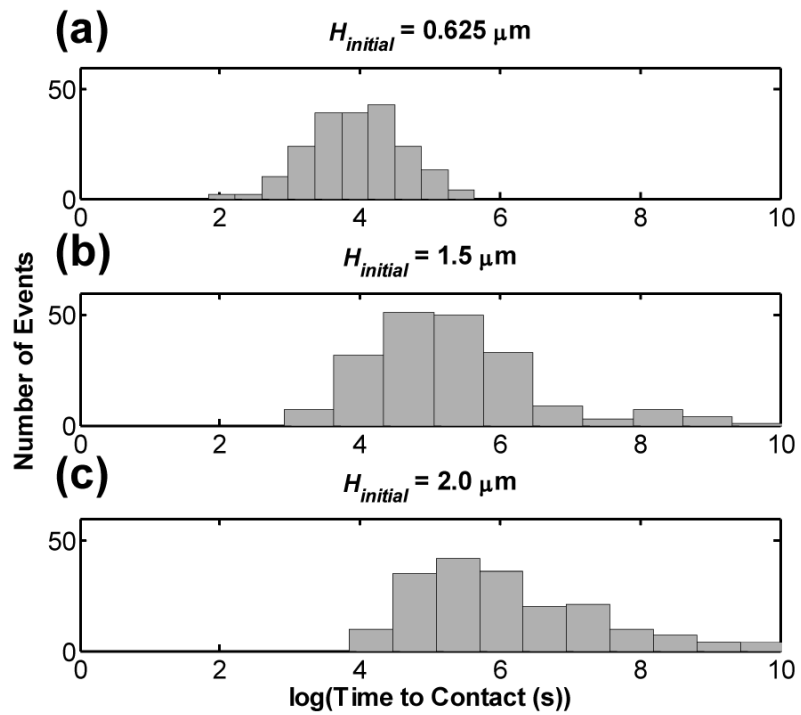 (a)
H_initial = 0.625 μm
50
0
0 2 4 6 8 10
(b)
H_initial = 1.5 μm
50
0
0 2 4 6 8 10
Number of Events
(c)
H_initial = 2.0 μm
50
0
0 2 4 6 8 10
log(Time to Contact (s))